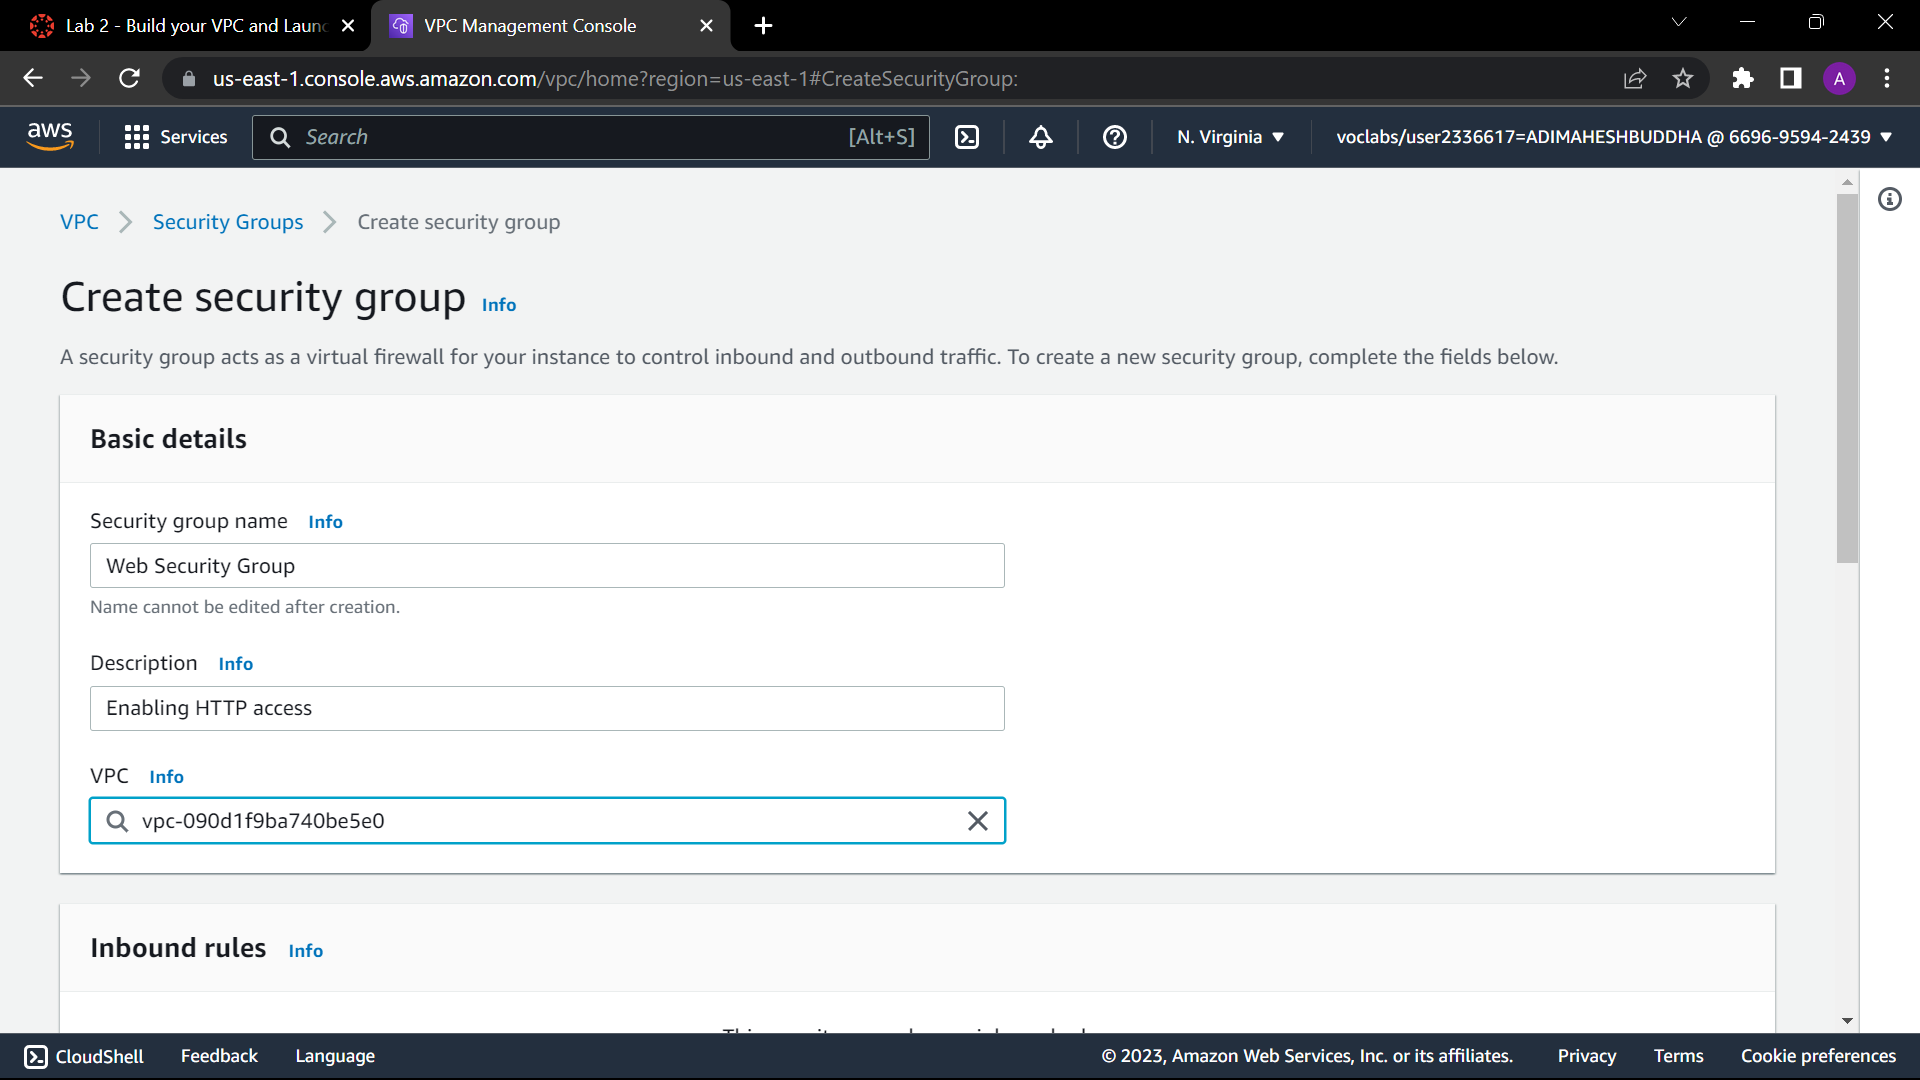 Lab 2 - Build your VPC and Laun
VPC Management Console
us-east-1.console.aws.amazon.com/vpc/home?region=us-east-1#CreateSecurityGroup:
A
aws
Services
Search
[Alt+S]
N. Virginia
voclabs/user2336617=ADIMAHESHBUDDHA @ 6696-9594-2439
VPC
Security Groups
Create security group
Create security group Info
A security group acts as a virtual firewall for your instance to control inbound and outbound traffic. To create a new security group, complete the fields below.
Basic details
Security group name Info
Web Security Group
Name cannot be edited after creation.
Description Info
Enabling HTTP access
VPC Info
vpc-090d1f9ba740be5e0
Inbound rules Info
CloudShell
Feedback
Language
© 2023, Amazon Web Services, Inc. or its affiliates.
Privacy
Terms
Cookie preferences